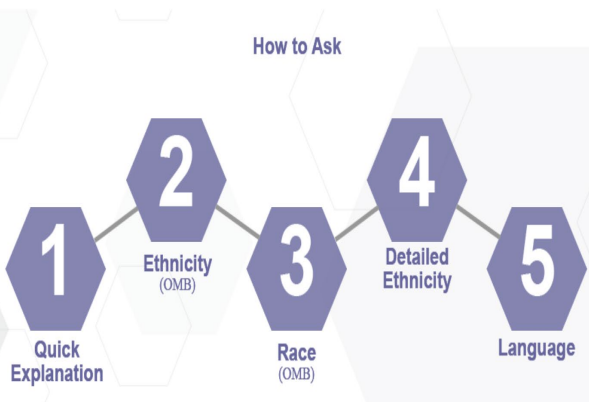 How to Ask
1
Quick
Explanation
2
Ethnicity
(OMB)
3
Race
(OMB)
4
Detailed
Ethnicity
5
Language